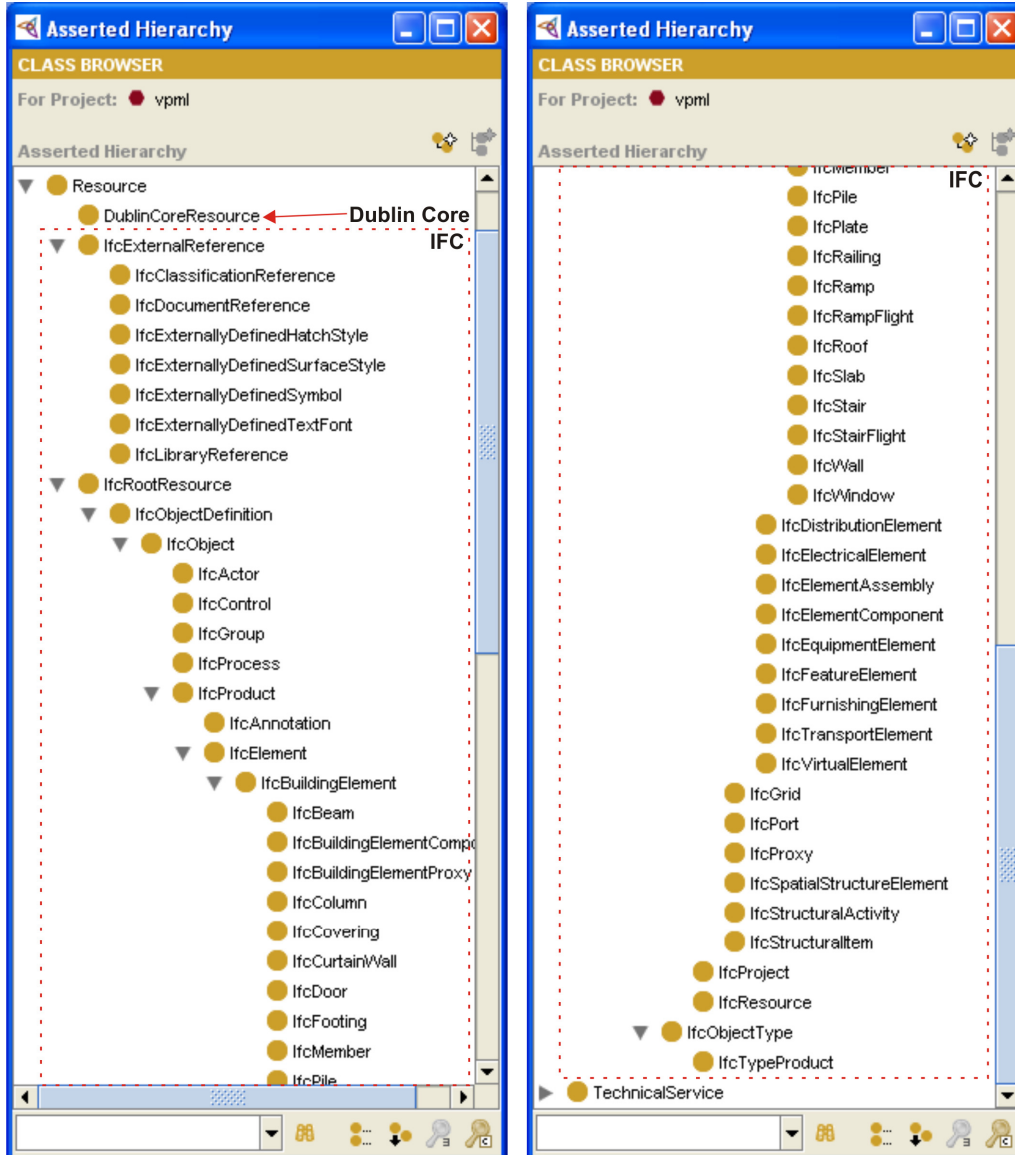 Asserted Hierarchy
CLASS BROWSER
For Project: vpml
Asserted Hierarchy
Resource
DublinCoreResource
Dublin Core
IFC
IfcExternalReference
IfcClassificationReference
IfcDocumentReference
IfcExternallyDefinedHatchStyle
IfcExternallyDefinedSurfaceStyle
IfcExternallyDefinedSymbol
IfcExternallyDefinedTextFont
IfcLibraryReference
IfcRootResource
IfcObjectDefinition
IfcObject
IfcActor
IfcControl
IfcGroup
IfcProcess
IfcProduct
IfcAnnotation
IfcElement
IfcBuildingElement
IfcBeam
IfcBuildingElementCompo
IfcBuildingElementProxy
IfcColumn
IfcCovering
IfcCurtainWall
IfcDoor
IfcFooting
IfcMember
IfcPile
Asserted Hierarchy
CLASS BROWSER
For Project: vpml
Asserted Hierarchy
IfcMember
IFC
IfcPile
IfcPlate
IfcRailing
IfcRamp
IfcRampFlight
IfcRoof
IfcSlab
IfcStair
IfcStairFlight
IfcWall
IfcWindow
IfcDistributionElement
IfcElectricalElement
IfcElementAssembly
IfcElementComponent
IfcEquipmentElement
IfcFeatureElement
IfcFurnishingElement
IfcTransportElement
IfcVirtualElement
IfcGrid
IfcPort
IfcProxy
IfcSpatialStructureElement
IfcStructuralActivity
IfcStructuralItem
IfcProject
IfcResource
IfcObjectType
IfcTypeProduct
TechnicalService